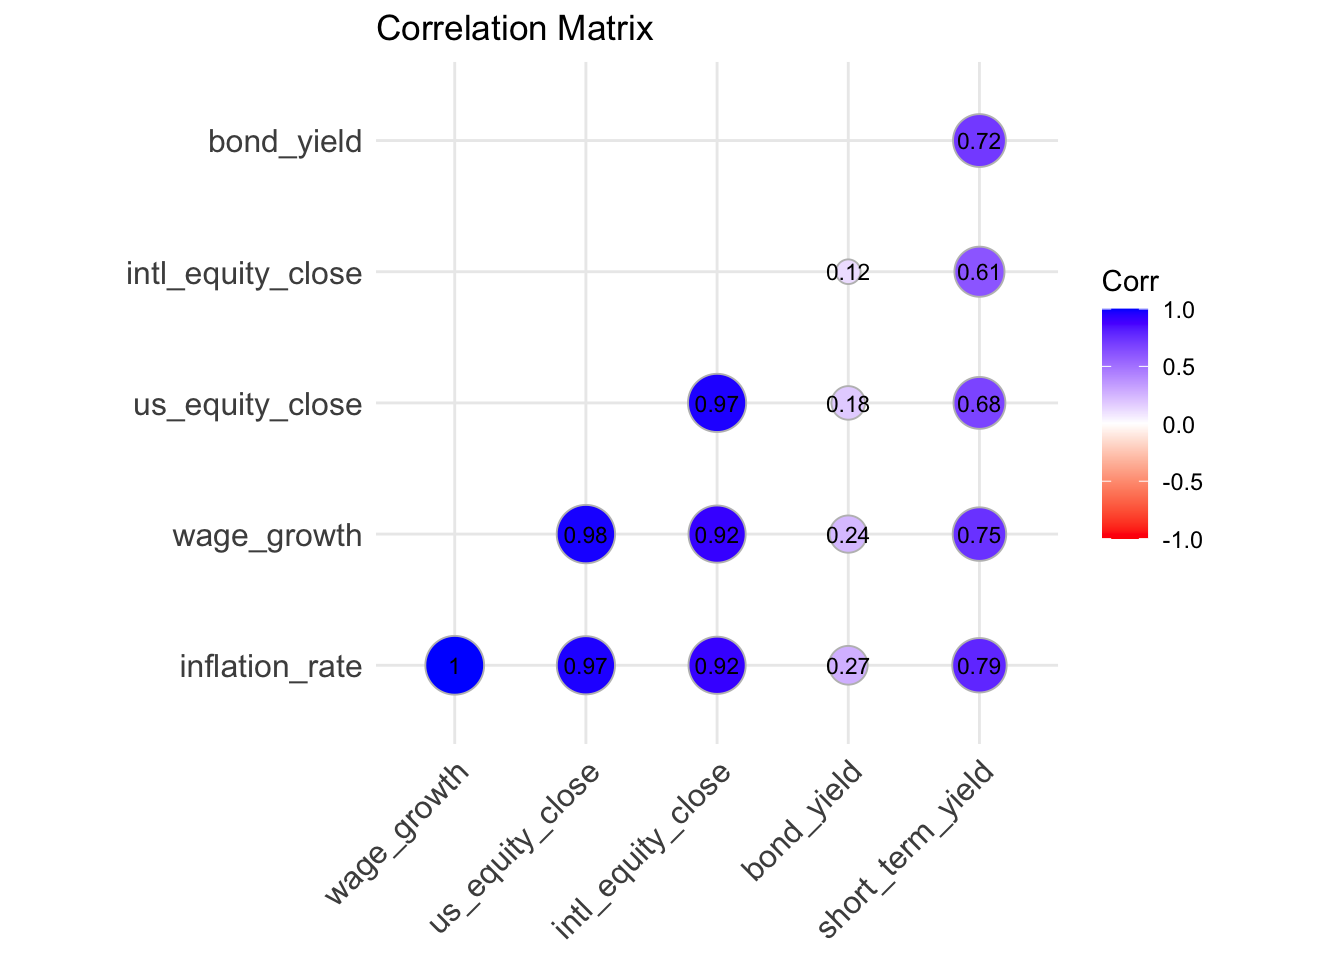 Correlation Matrix
bond_yield
0.72
intl_equity_close
0.12
0.61
us_equity_close
0.97
0.18
0.68
wage_growth
0.98
0.92
0.24
0.75
inflation_rate
1
0.97
0.92
0.27
0.79
wage_growth
us_equity_close
intl_equity_close
bond_yield
short_term_yield
Corr
1.0
0.5
0.0
-0.5
-1.0